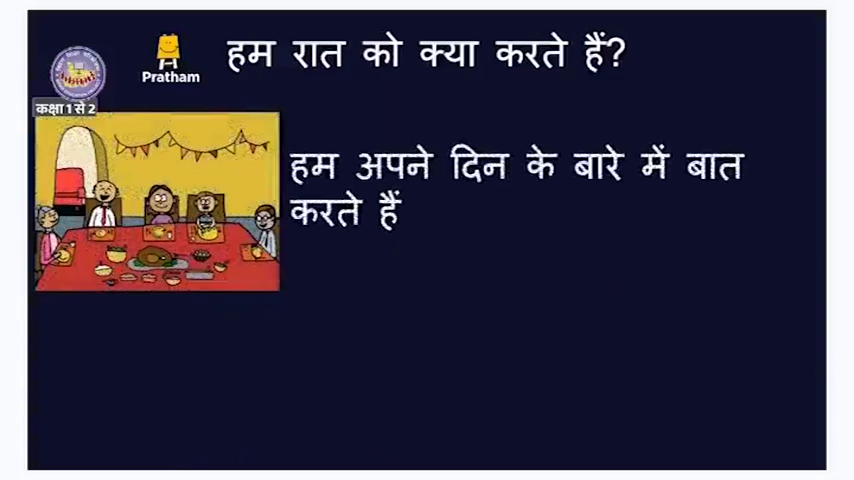 हम रात को क्या करते हैं?
Pratham
कक्षा 1 से 2
हम अपने दिन के बारे में बात
करते हैं